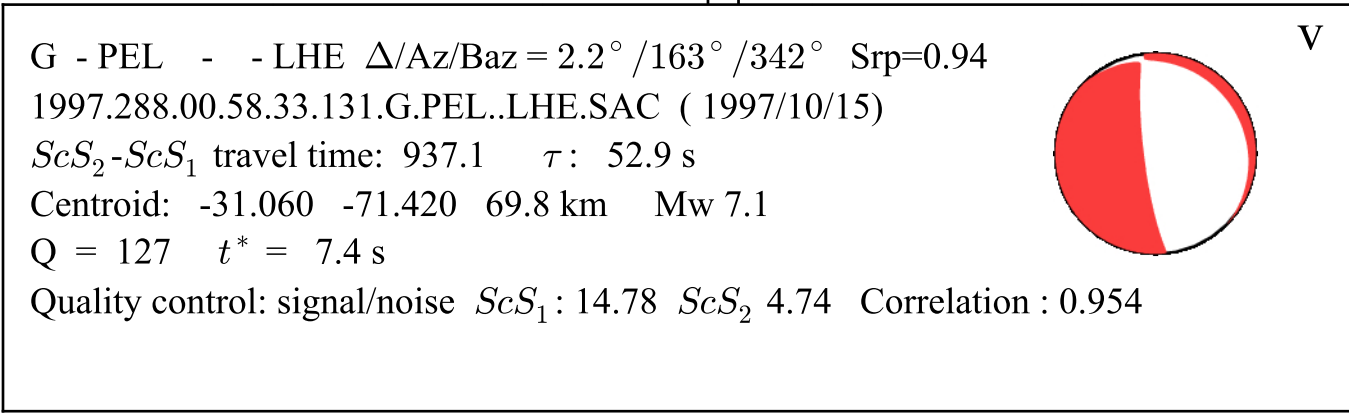 G - PEL - - LHE Δ/Az/Baz = 2.2° /163° /342° Srp=0.94
V
1997.288.00.58.33.131.G.PEL..LHE.SAC ( 1997/10/15)
ScS₂-ScS₁ travel time: 937.1 τ : 52.9 s
Centroid: -31.060 -71.420 69.8 km Mw 7.1
Q = 127 t* = 7.4 s
Quality control: signal/noise ScS₁ : 14.78 ScS₂ 4.74 Correlation : 0.954